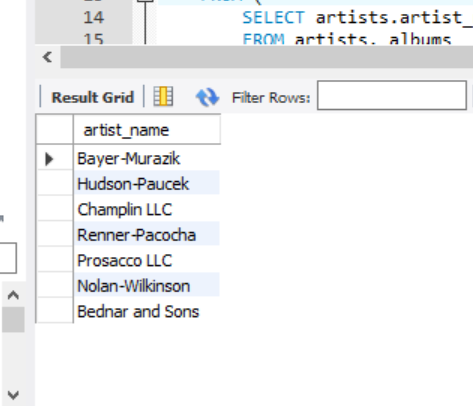 14 SELECT artists.artist_
15 FROM artists, albums
Result Grid Filter Rows:
artist_name
Bayer-Murazik
Hudson-Paucek
Champlin LLC
Renner-Pacocha
Prosacco LLC
Nolan-Wilkinson
Bednar and Sons